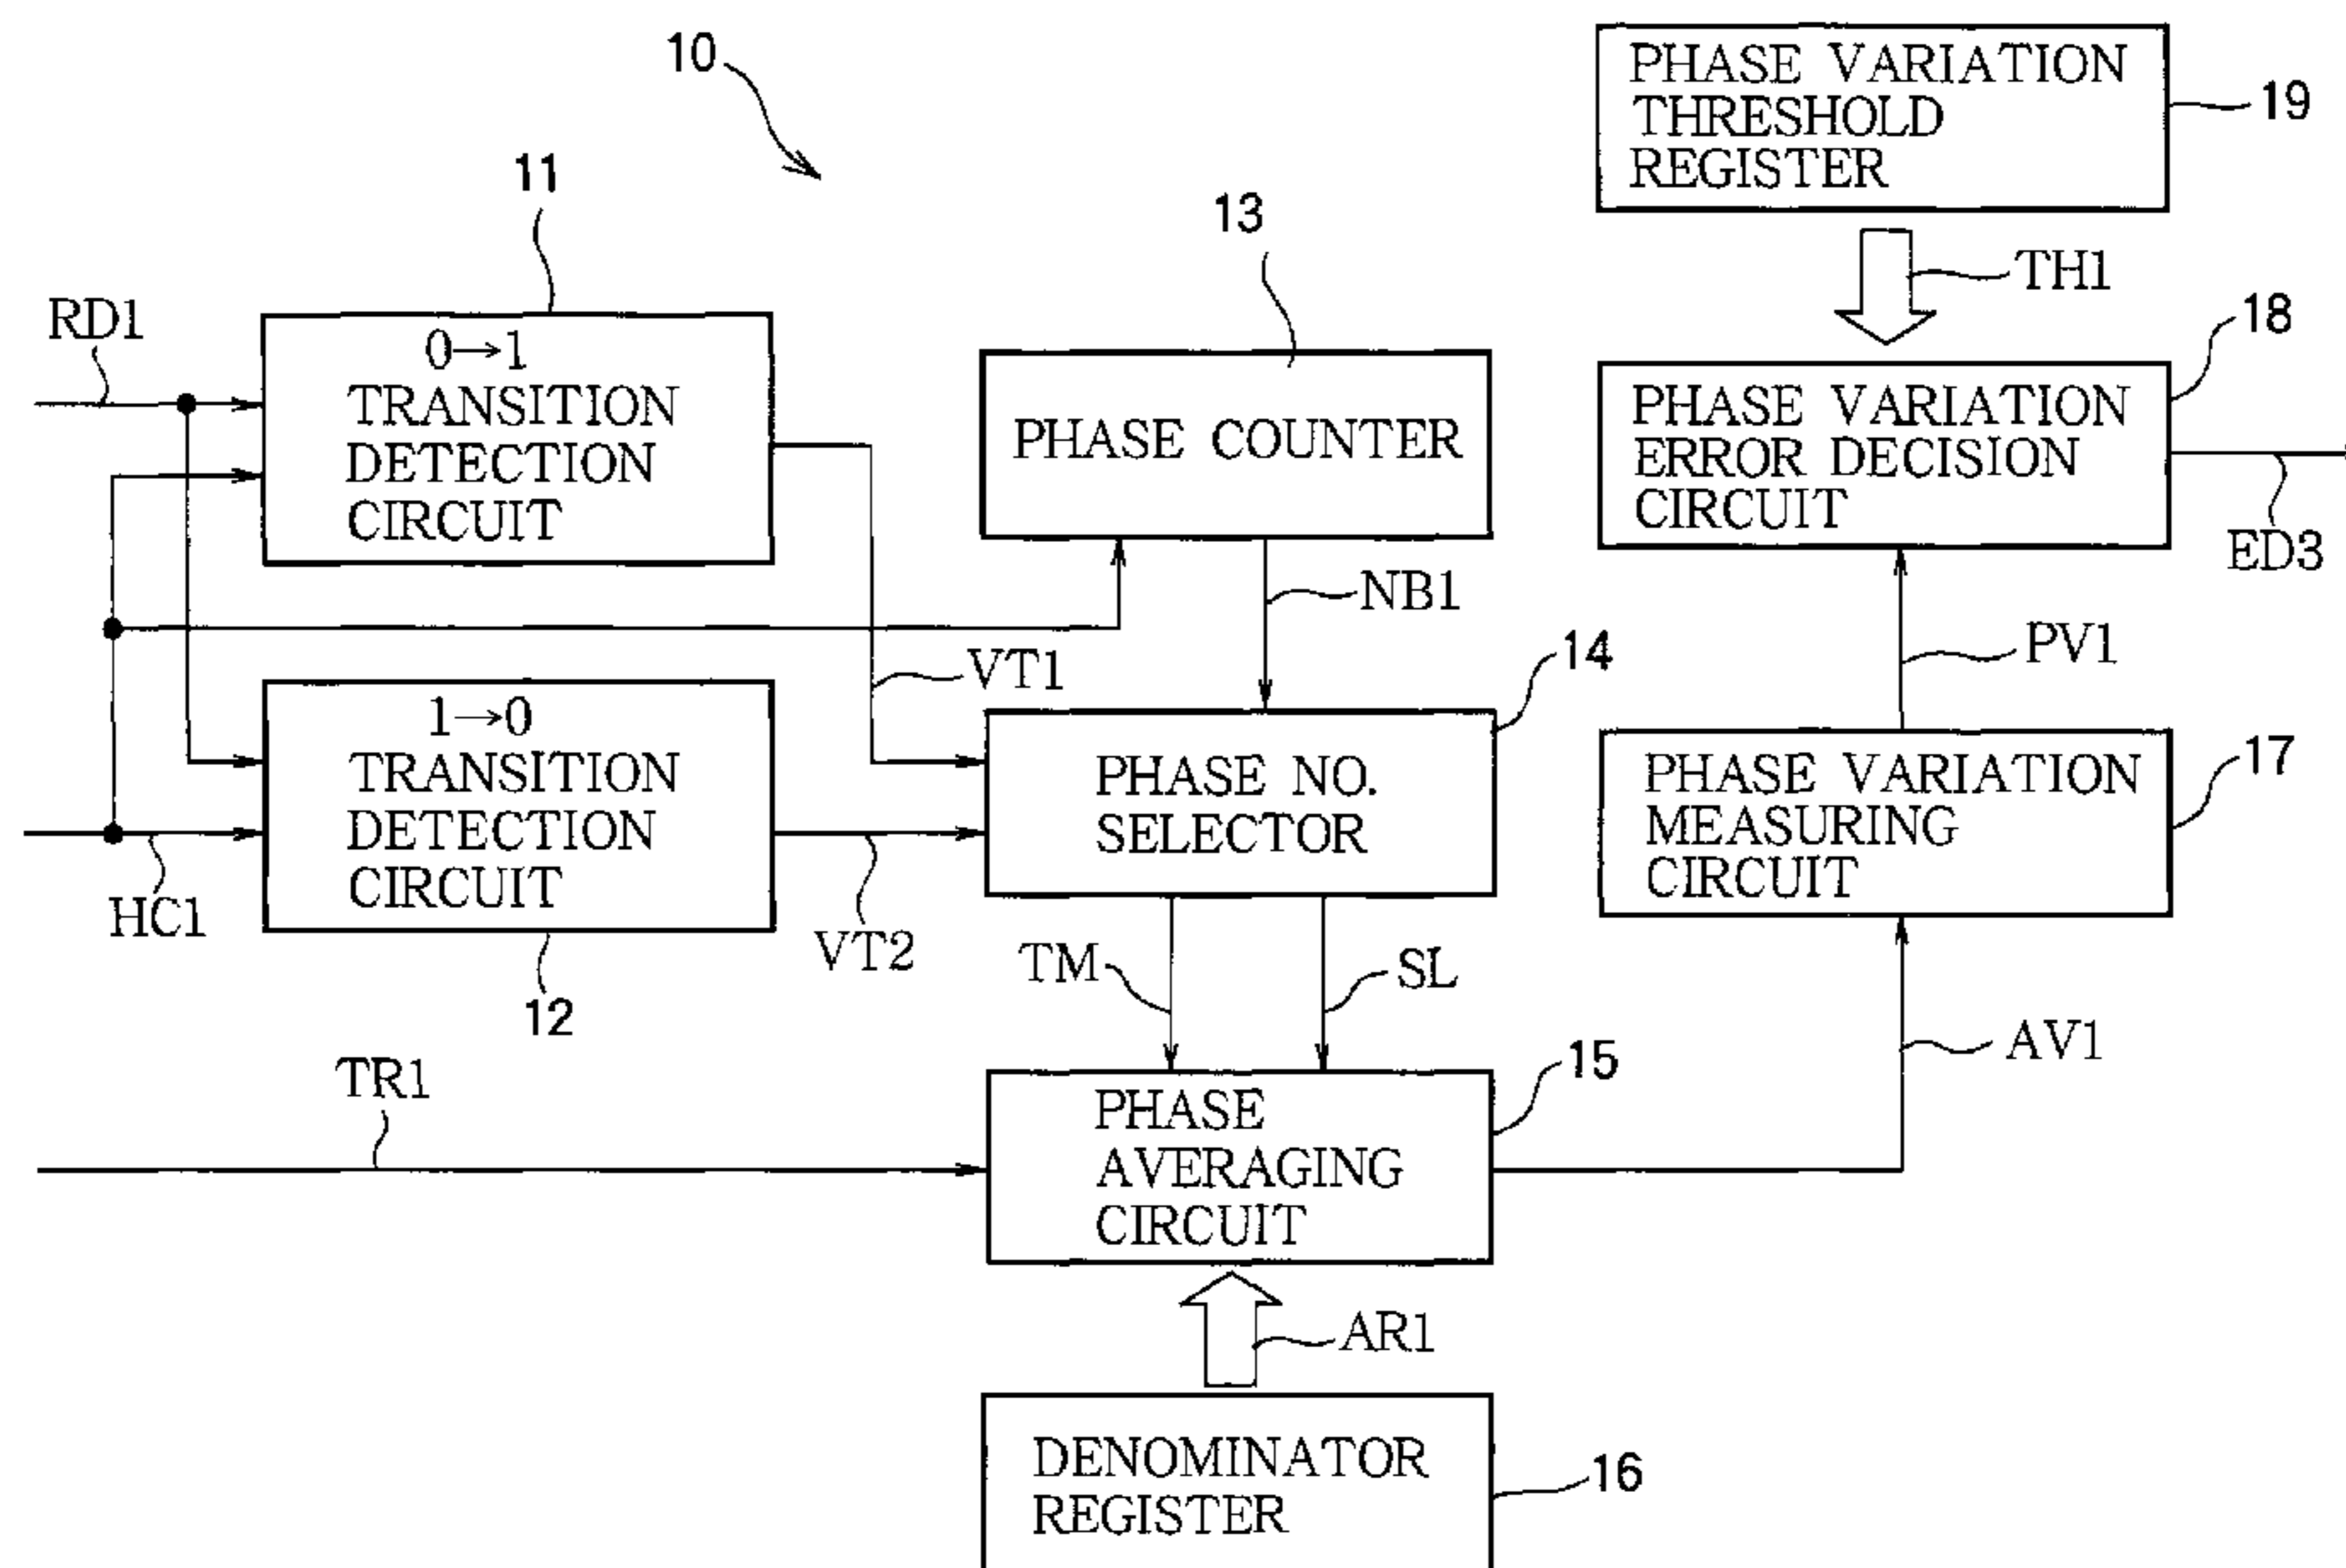 10
PHASE VARIATION
THRESHOLD
REGISTER
19
11
13
TH1
RD1
0→1
TRANSITION
DETECTION
CIRCUIT
PHASE COUNTER
18
PHASE VARIATION
ERROR DECISION
CIRCUIT
ED3
NB1
VT1
14
PV1
1→0
TRANSITION
DETECTION
CIRCUIT
PHASE NO.
SELECTOR
17
PHASE VARIATION
MEASURING
CIRCUIT
HC1
VT2
12
TM
SL
AV1
TR1
15
PHASE
AVERAGING
CIRCUIT
AR1
DENOMINATOR
REGISTER
16